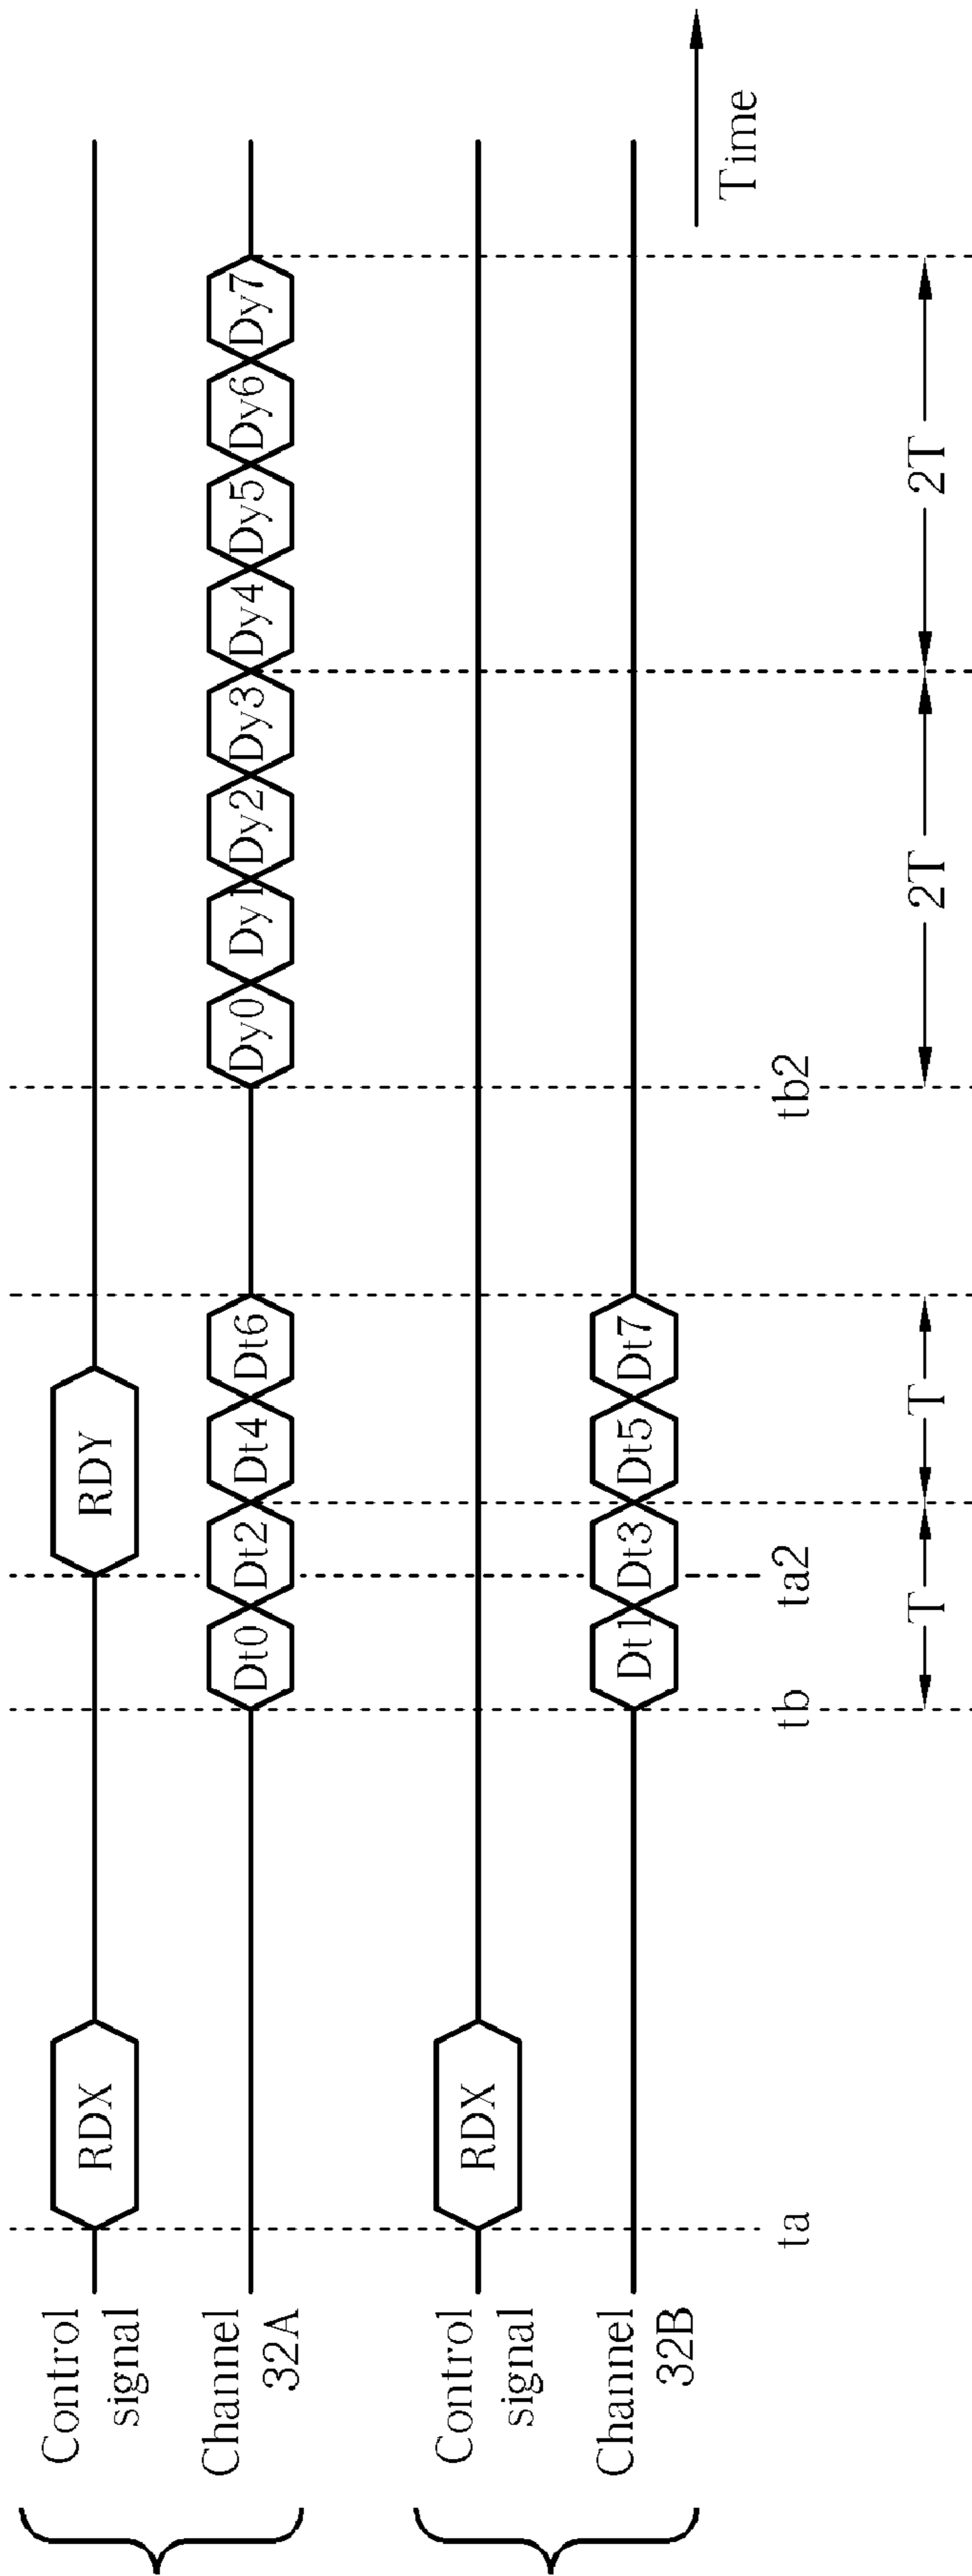 Control
signal
RDX
RDY
Channel
32A
Dt0
Dt2
Dt4
Dt6
Dy0
Dy1
Dy2
Dy3
Dy4
Dy5
Dy6
Dy7
Control
signal
RDX
Channel
32B
Dt1
Dt3
Dt5
Dt7
Time
ta
tb
ta2
tb2
T
T
2T
2T